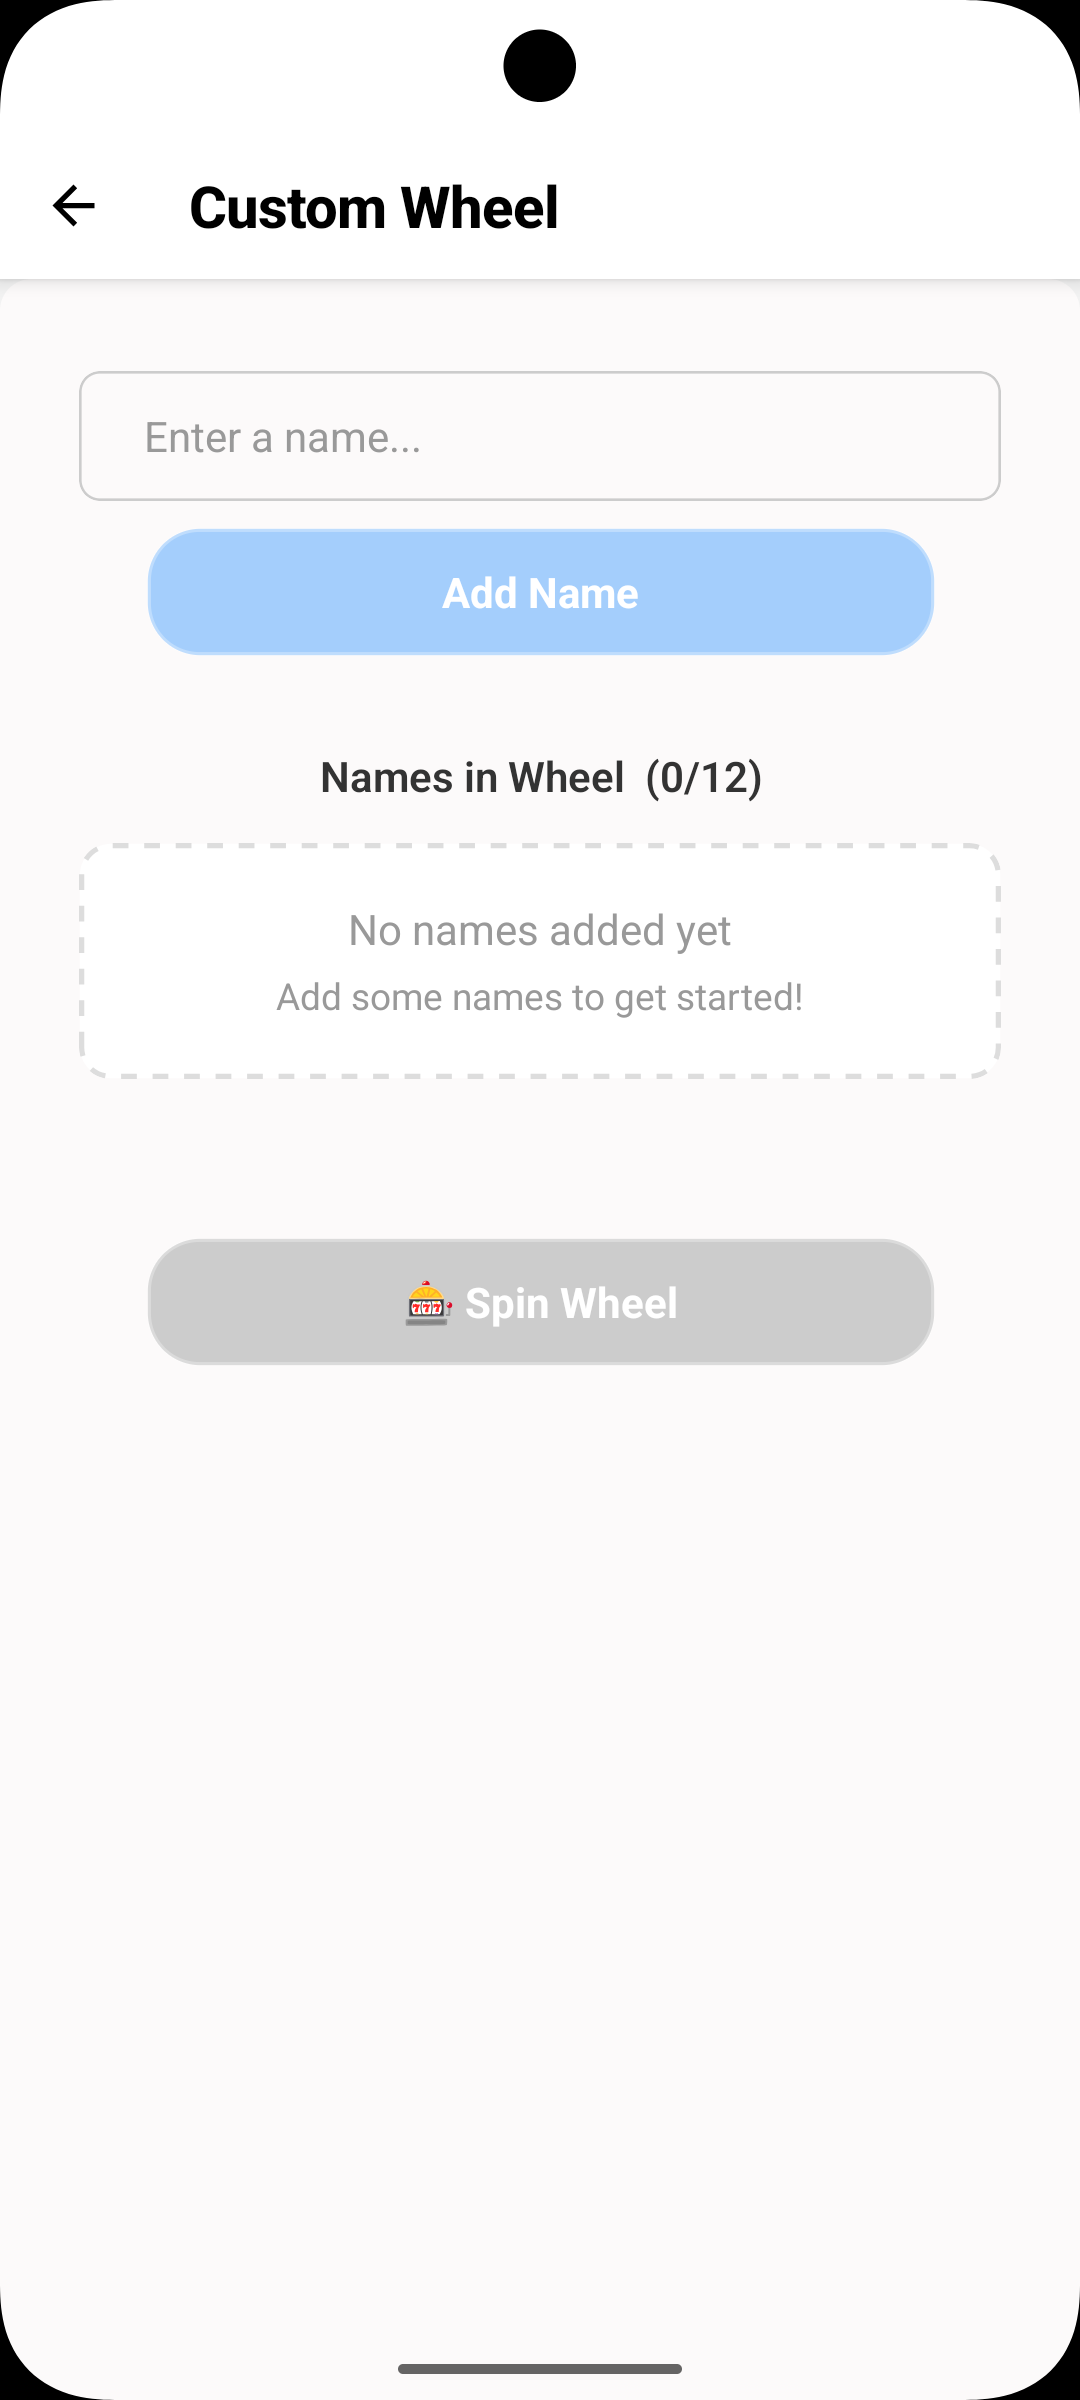 Custom Wheel
Enter a name...
Add Name
Names in Wheel (0/12)
No names added yet
Add some names to get started!
🎰 Spin Wheel